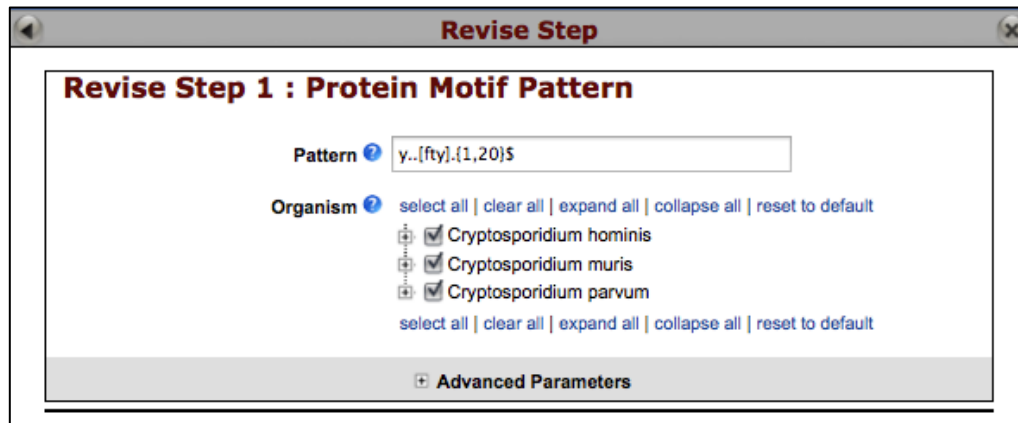 Revise Step
Revise Step 1 : Protein Motif Pattern
Pattern ? y..[fty].{1,20}$
Organism ? select all | clear all | expand all | collapse all | reset to default
Cryptosporidium hominis
Cryptosporidium muris
Cryptosporidium parvum
select all | clear all | expand all | collapse all | reset to default
Advanced Parameters